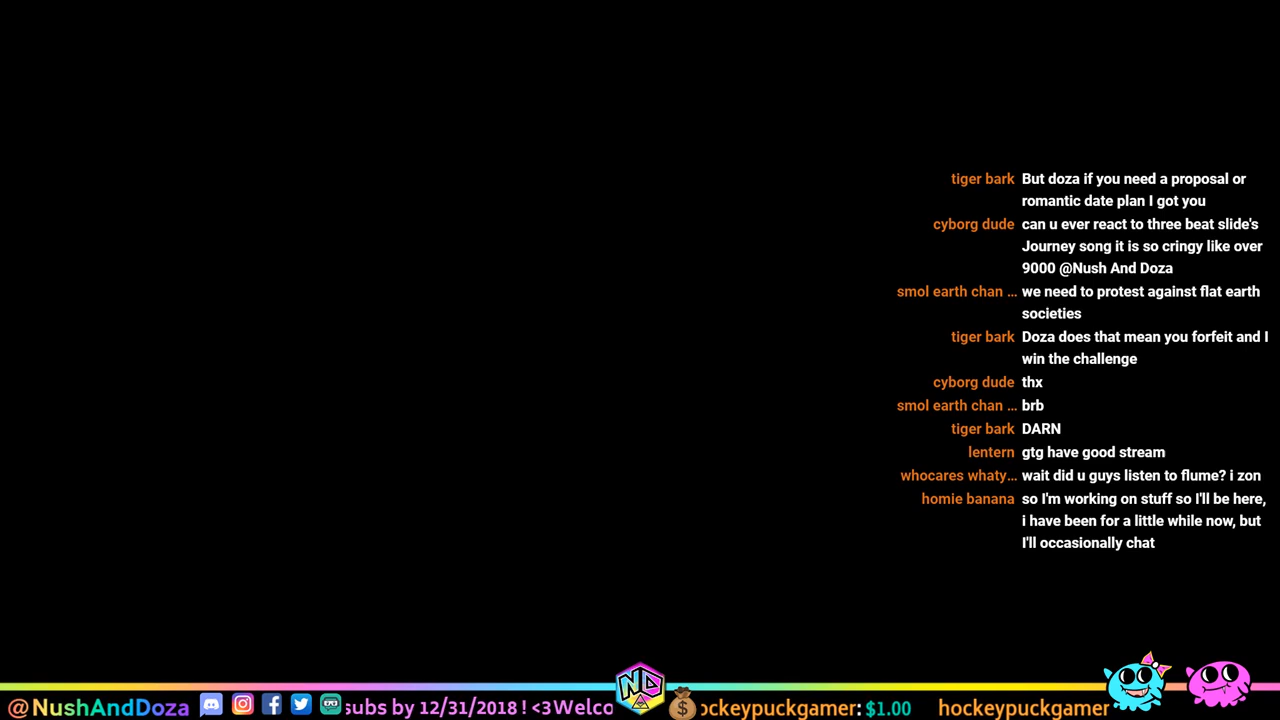 tiger bark But doza if you need a proposal or
romantic date plan I got you
cyborg dude can u ever react to three beat slide's
Journey song it is so cringy like over
9000 @Nush And Doza
smol earth chan ... we need to protest against flat earth
societies
tiger bark Doza does that mean you forfeit and I
win the challenge
cyborg dude thx
smol earth chan ... brb
tiger bark DARN
lentern gtg have good stream
whocares whaty... wait did u guys listen to flume? i zon
homie banana so I'm working on stuff so I'll be here,
i have been for a little while now, but
I'll occasionally chat
@NushAndDoza subs by 12/31/2018 ! <3Welco ND ockeypuckgamer: $1.00 hockeypuckgamer